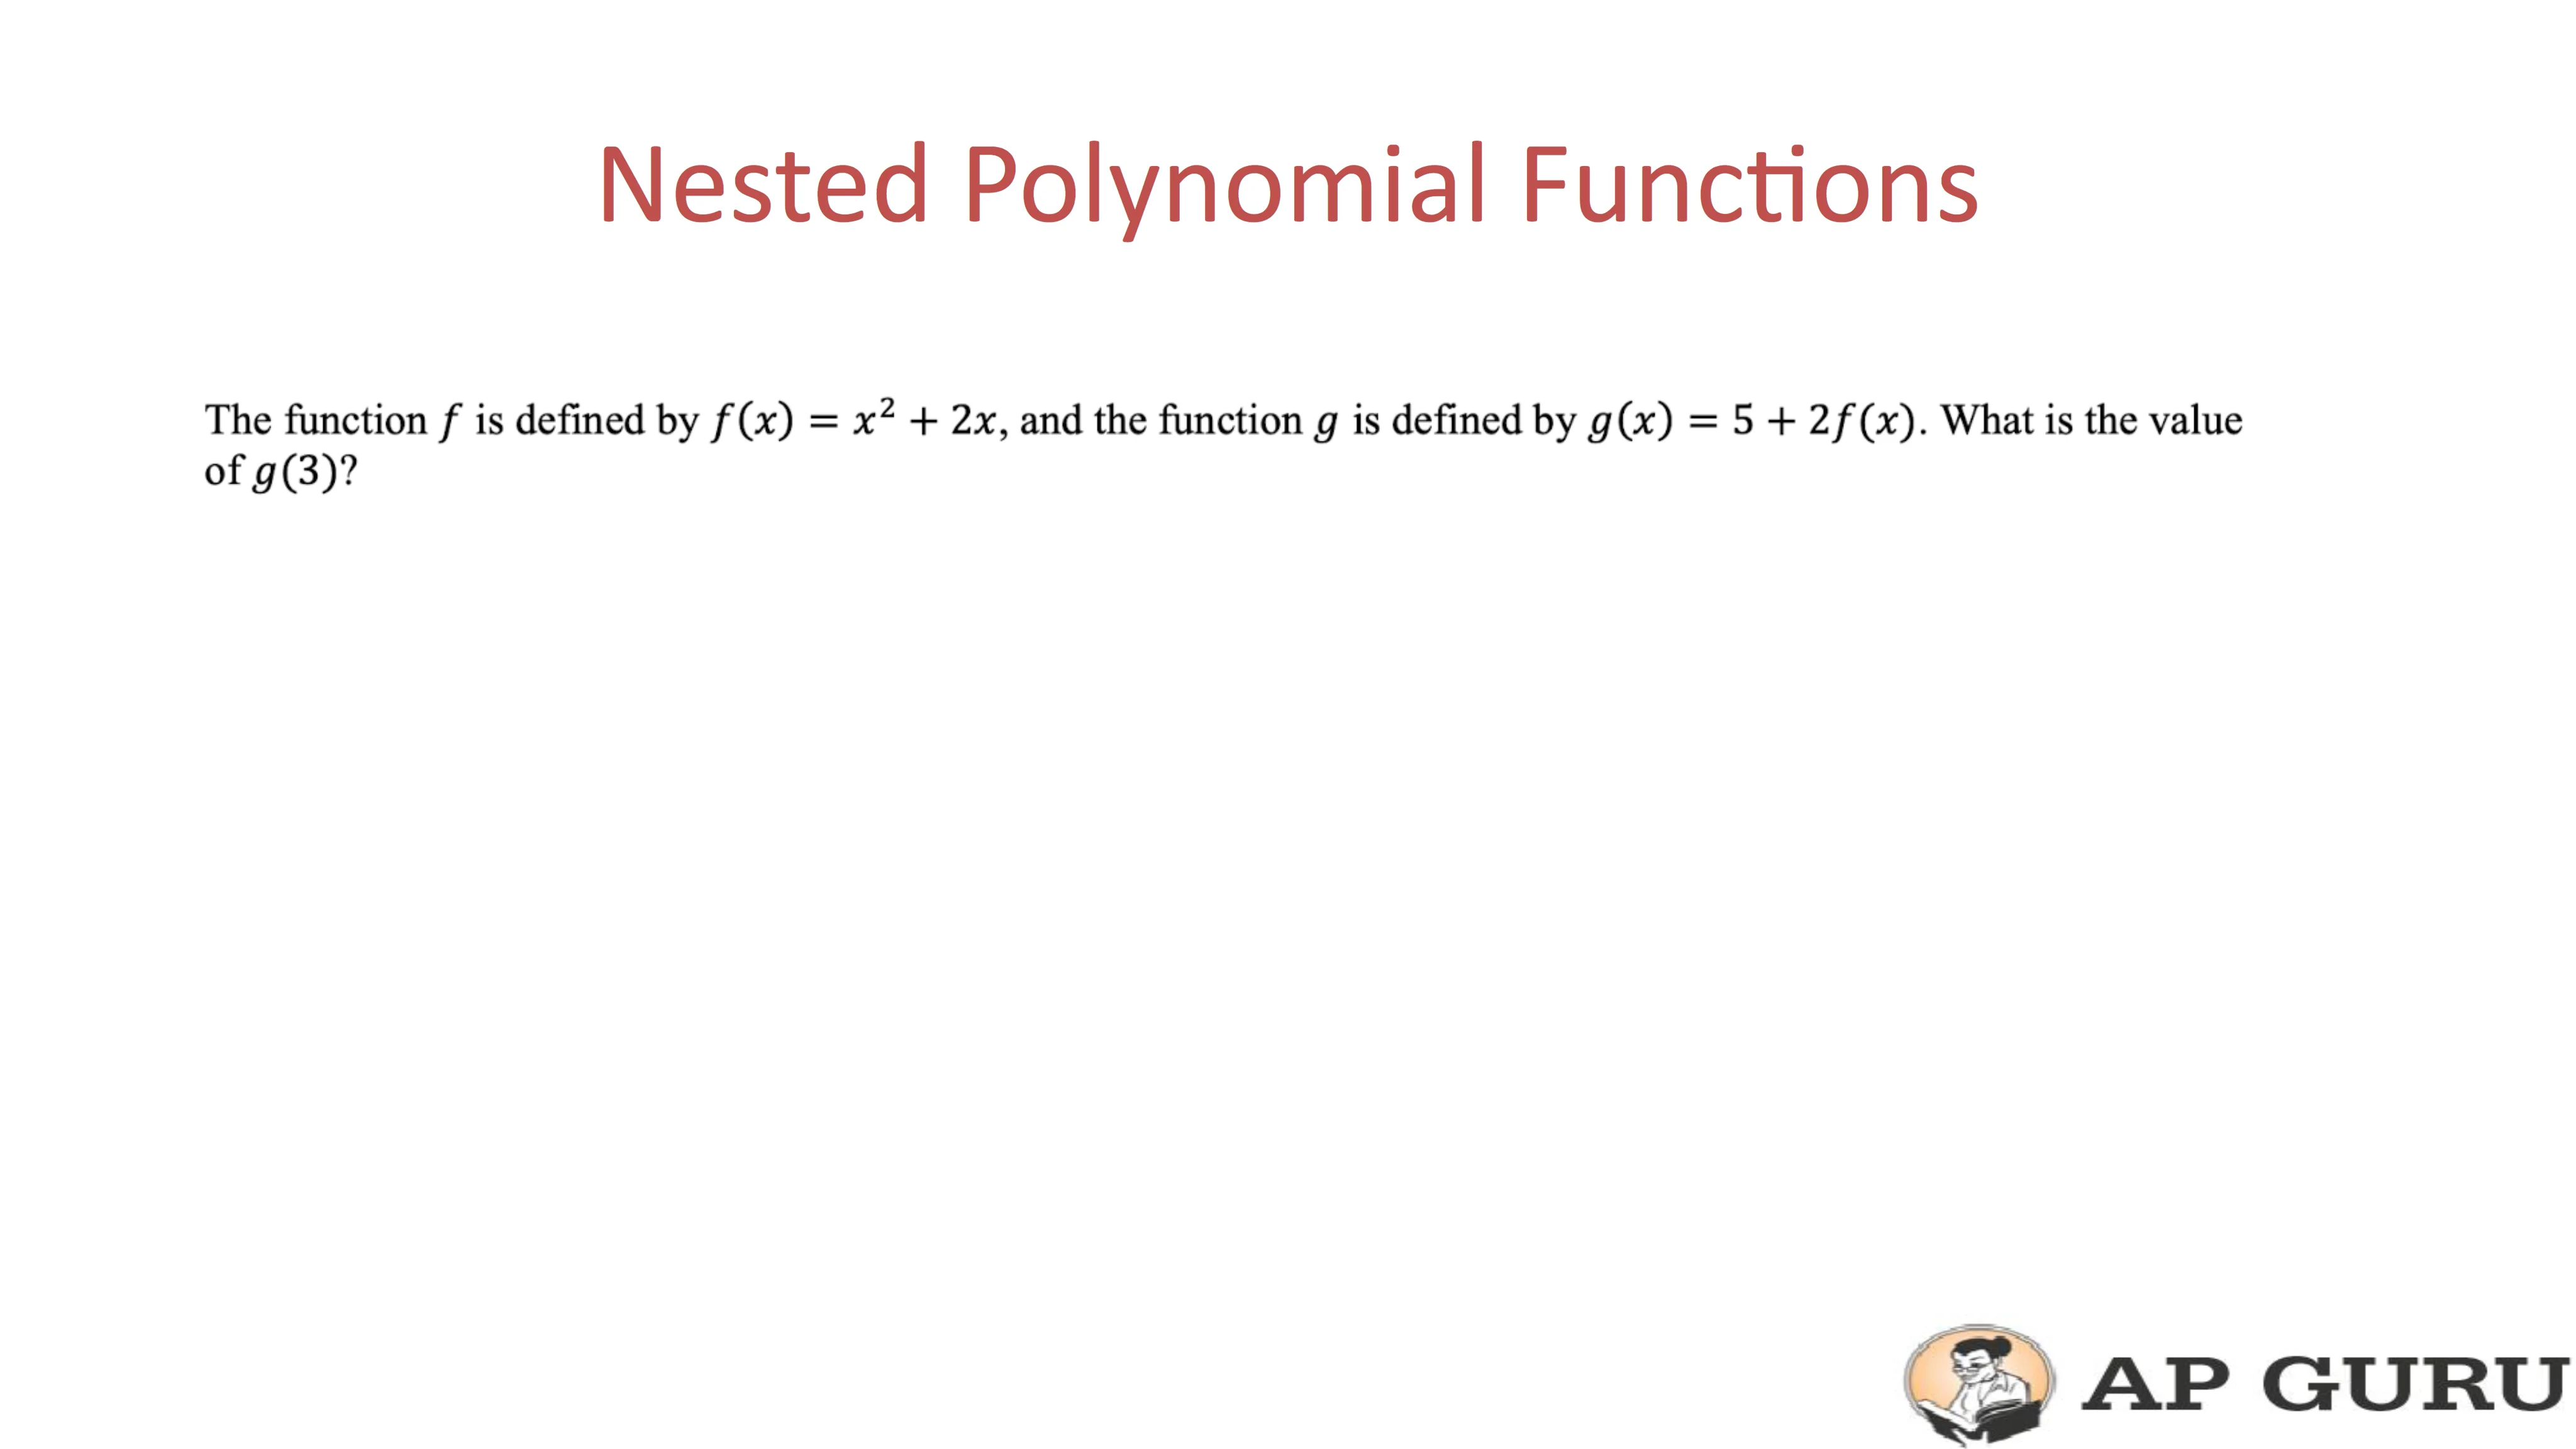 Nested Polynomial Functions
The function f is defined by f(x) = x² + 2x, and the function g is defined by g(x) = 5 + 2f(x). What is the value
of g(3)?
AP GURU